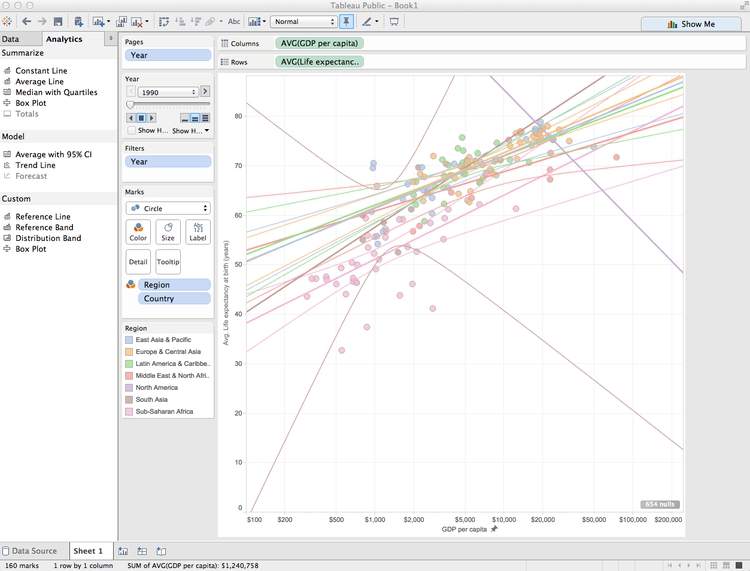 Tableau Public - Book1
Abc
Normal
Show Me
Data
Analytics
Summarize
Constant Line
Average Line
Median with Quartiles
Box Plot
Totals
Model
Average with 95% CI
Trend Line
Forecast
Custom
Reference Line
Reference Band
Distribution Band
Box Plot
Pages
Year
Year
1990
Show H...
Show H...
Filters
Year
Marks
Circle
Color
Size
Label
Detail
Tooltip
Region
Country
Region
East Asia & Pacific
Europe & Central Asia
Latin America & Caribbe..
Middle East & North Afri..
North America
South Asia
Sub-Saharan Africa
Columns
AVG(GDP per capita)
Rows
AVG(Life expectanc..
Avg. Life expectancy at birth (years)
80
70
60
50
40
30
20
10
0
$100
$200
$500
$1,000
$2,000
$5,000
$10,000
$20,000
$50,000
$100,000
$200,000
GDP per capita
654 nulls
Data Source
Sheet 1
160 marks
1 row by 1 column
SUM of AVG(GDP per capita): $1,240,758